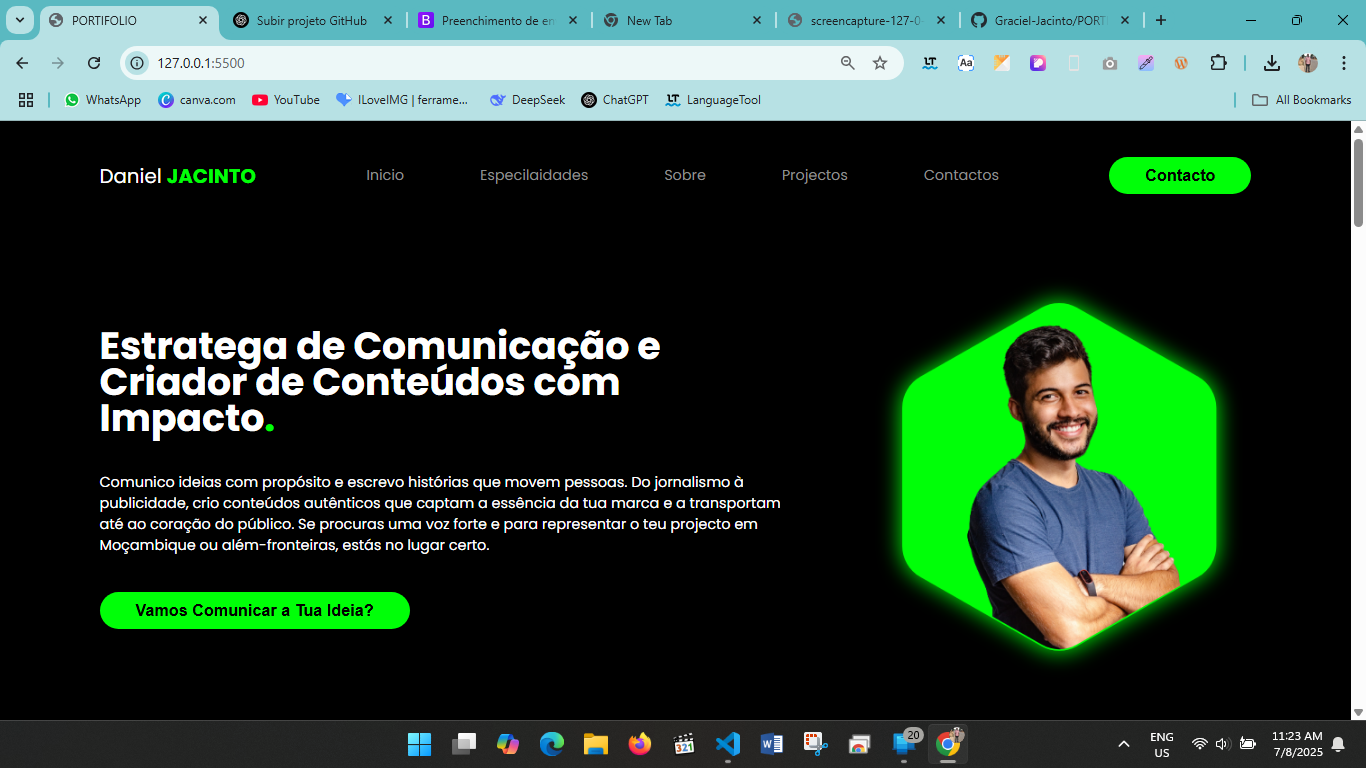 PORTIFOLIO
Subir projeto GitHub
Preenchimento de en
New Tab
screencapture-127-0-
Graciel-Jacinto/PORT
127.0.0.1:5500
WhatsApp
canva.com
YouTube
ILoveIMG | ferrame...
DeepSeek
ChatGPT
LanguageTool
All Bookmarks
Daniel JACINTO
Inicio
Especilaidades
Sobre
Projectos
Contactos
Contacto
Estratega de Comunicação e
Criador de Conteúdos com
Impacto.
Comunico ideias com propósito e escrevo histórias que movem pessoas. Do jornalismo à
publicidade, crio conteúdos autênticos que captam a essência da tua marca e a transportam
até ao coração do público. Se procuras uma voz forte e para representar o teu projecto em
Moçambique ou além-fronteiras, estás no lugar certo.
Vamos Comunicar a Tua Ideia?
20
ENG
US
11:23 AM
7/8/2025